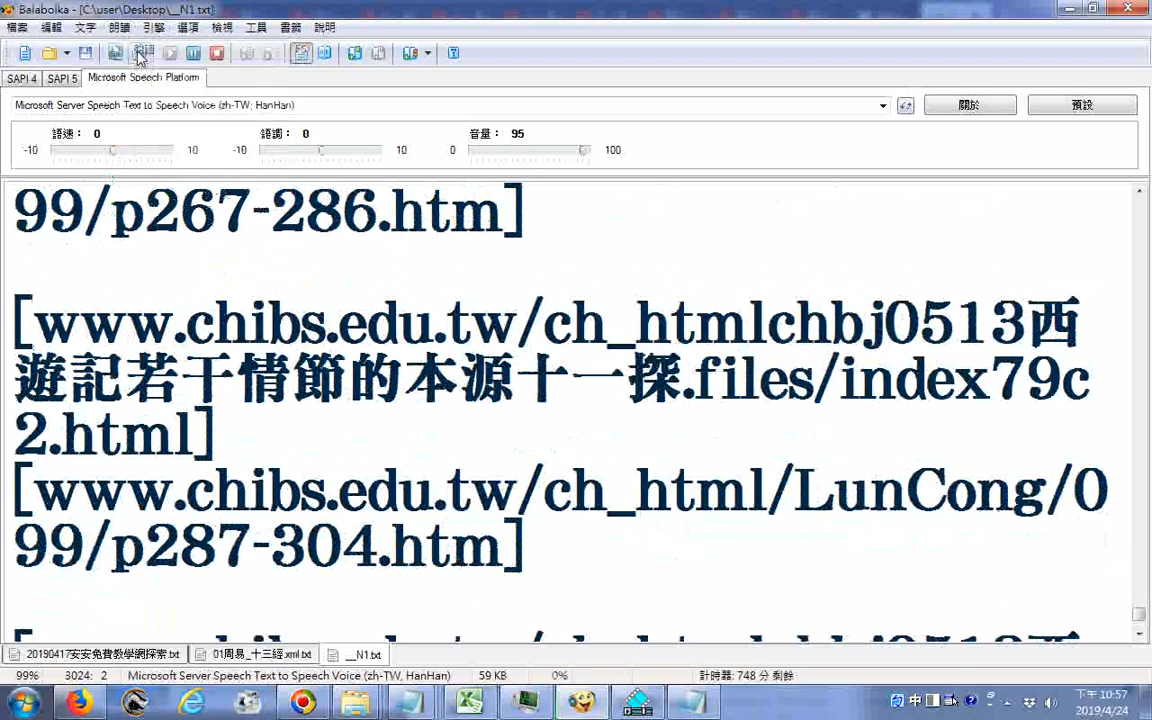 Balabolka - [C:\user\Desktop\__N1.txt]
檔案 編輯 文字 朗讀 引擎 選項 檢視 工具 書籤 說明
SAPI 4 SAPI 5 Microsoft Speech Platform
Microsoft Server Speech Text to Speech Voice (zh-TW, HanHan)
關於 預設
語速： 0 語調： 0 音量： 95
-10 10 -10 10 0 100
99/p267-286.htm]
[www.chibs.edu.tw/ch_htmlchbj0513西
遊記若干情節的本源十一探.files/index79c
2.html]
[www.chibs.edu.tw/ch_html/LunCong/0
99/p287-304.htm]
20190417安安免費教學網探索.txt 01周易_十三經.xml.txt __N1.txt
99% 3024: 2 Microsoft Server Speech Text to Speech Voice (zh-TW, HanHan) 59 KB 0% 計時器: 748 分 剩餘
中
下午 10:57
2019/4/24